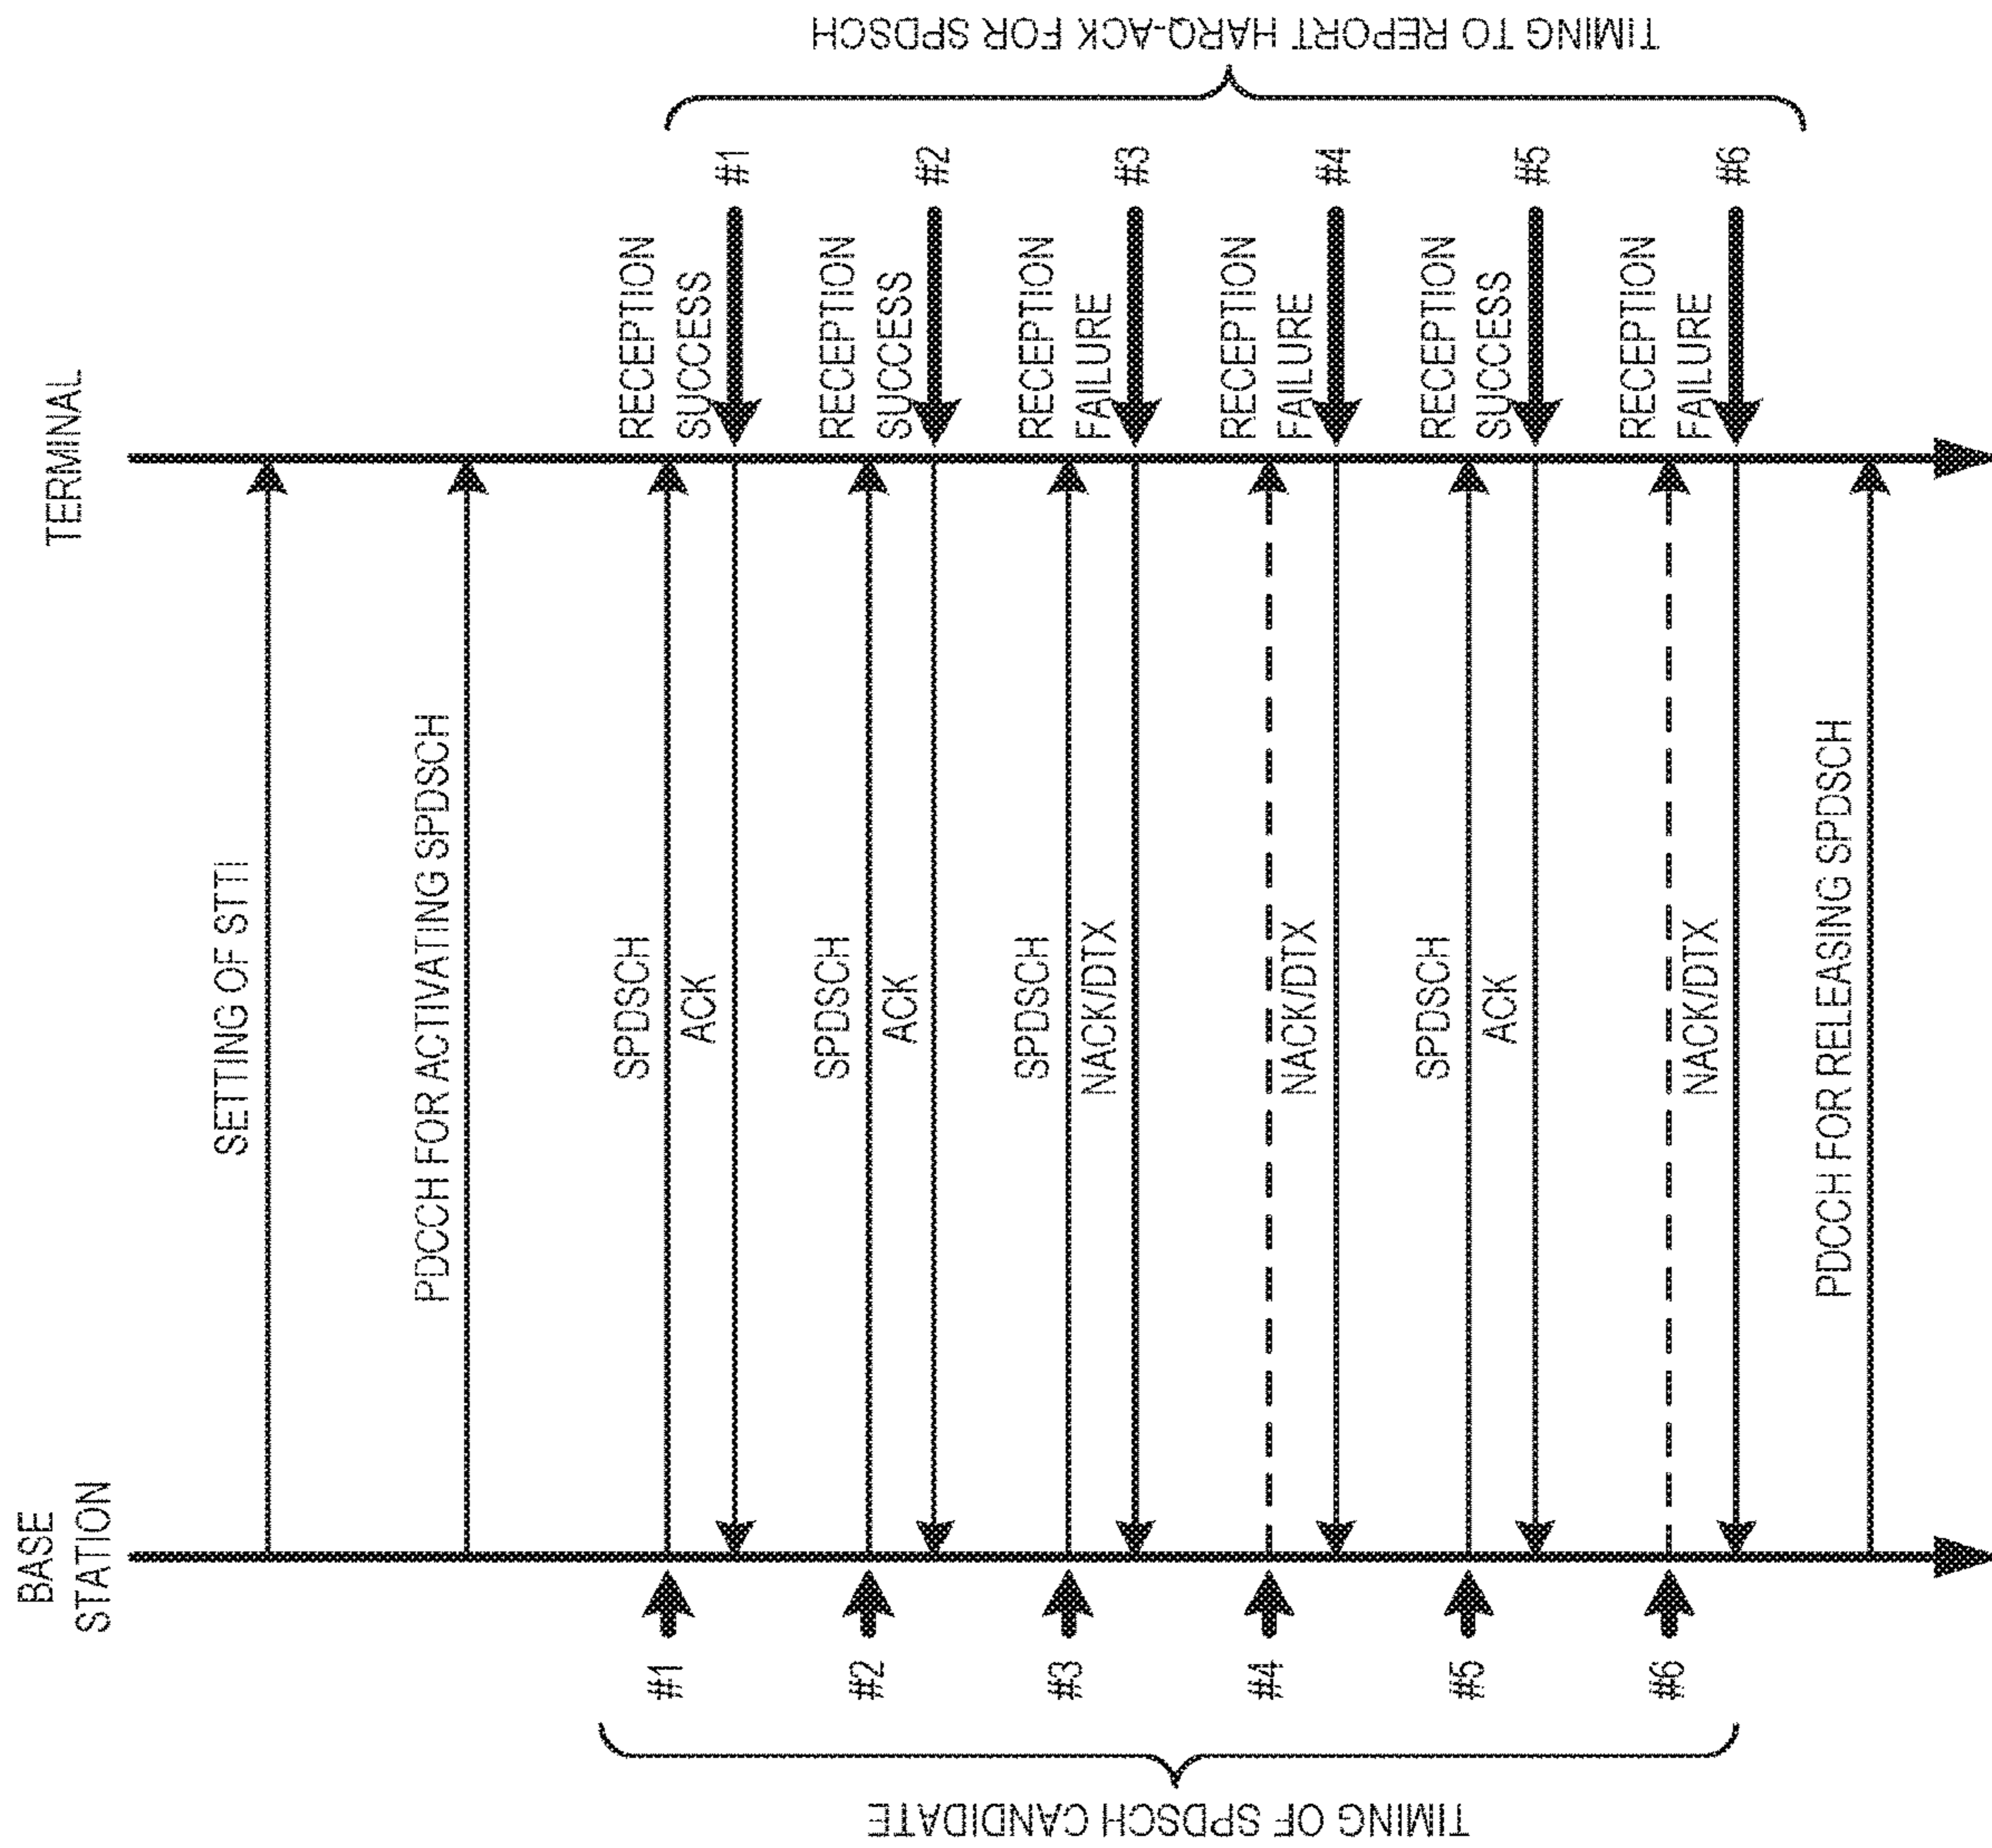 BASE
STATION
TERMINAL
SETTING OF STTI
PDCCH FOR ACTIVATING SPDSCH
TIMING OF SPDSCH CANDIDATE
TIMING TO REPORT HARQ-ACK FOR SPDSCH
#1
SPDSCH
ACK
RECEPTION
SUCCESS
#1
#2
SPDSCH
ACK
RECEPTION
SUCCESS
#2
#3
SPDSCH
NACK/DTX
RECEPTION
FAILURE
#3
#4
NACK/DTX
RECEPTION
FAILURE
#4
#5
SPDSCH
ACK
RECEPTION
SUCCESS
#5
#6
NACK/DTX
RECEPTION
FAILURE
#6
PDCCH FOR RELEASING SPDSCH